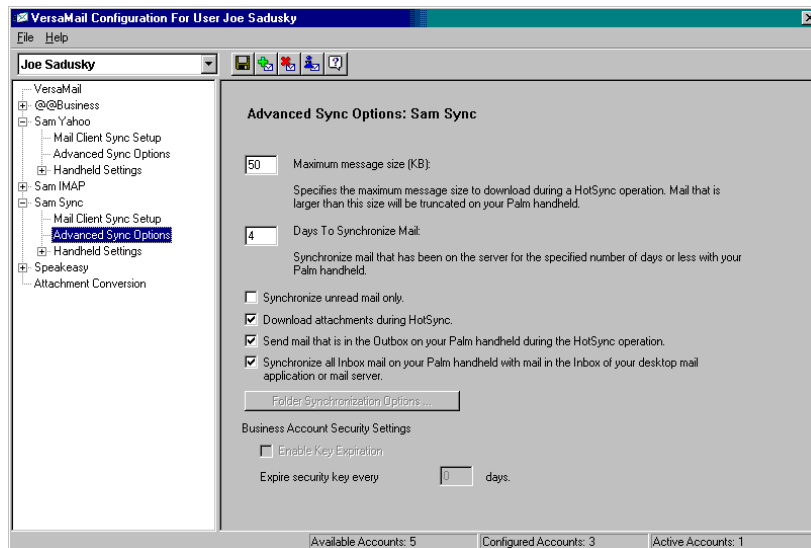 VersaMail Configuration For User Joe Sadusky
File Help
Joe Sadusky
VersaMail
@@Business
Sam Yahoo
Mail Client Sync Setup
Advanced Sync Options
Handheld Settings
Sam IMAP
Sam Sync
Mail Client Sync Setup
Advanced Sync Options
Handheld Settings
Speakeasy
Attachment Conversion
Advanced Sync Options: Sam Sync
50 Maximum message size (KB):
Specifies the maximum message size to download during a HotSync operation. Mail that is
larger than this size will be truncated on your Palm handheld.
4 Days To Synchronize Mail:
Synchronize mail that has been on the server for the specified number of days or less with your
Palm handheld.
Synchronize unread mail only.
Download attachments during HotSync.
Send mail that is in the Outbox on your Palm handheld during the HotSync operation.
Synchronize all Inbox mail on your Palm handheld with mail in the Inbox of your desktop mail
application or mail server.
Folder Synchronization Options ...
Business Account Security Settings
Enable Key Expiration
Expire security key every 0 days.
Available Accounts: 5 Configured Accounts: 3 Active Accounts: 1